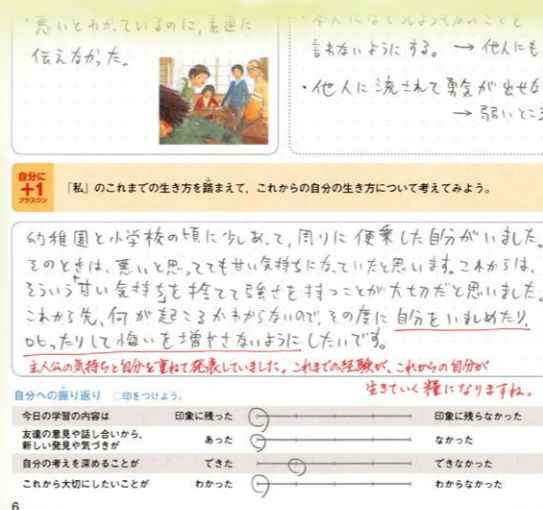 ・悪いとわかっているのに、素直に
伝えなかった。
本人にはどうしようもないことを
言わないようにする。→ 他人にも
・他人に流されて勇気が出せな
→ 弱いところ
自分に
+1
プラスワン
「私」のこれまでの生き方を踏まえて、これからの自分の生き方について考えてみよう。
幼稚園と小学校の頃に少しあって、周りに便乗した自分がいました。
そのときは、悪いと思ってても甘い気持ちになっていたと思います。これからは、
そういう「甘い気持ち」を捨てて強さを持つことが大切だと思いました。
これから先、何が起こるかわからないので、その度に自分をいましめたり、
叱ったりして悔いを増やさないようにしたいです。
主人公の気持ちと自分を重ねて発表していました。これまでの経験が、これからの自分が
生きていく糧になりますね。
自分への振り返り ○印をつけよう。
今日の学習の内容は 印象に残った 印象に残らなかった
友達の意見や話し合いから、
新しい発見や気づきが あった なかった
自分の考えを深めることが できた できなかった
これから大切にしたいことが わかった わからなかった
6